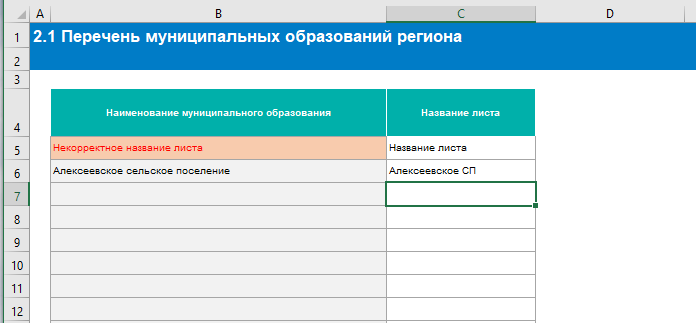 A B C D
1 2.1 Перечень муниципальных образований региона
2
3
4 Наименование муниципального образования Название листа
5 Некорректное название листа Название листа
6 Алексеевское сельское поселение Алексеевское СП
7
8
9
10
11
12